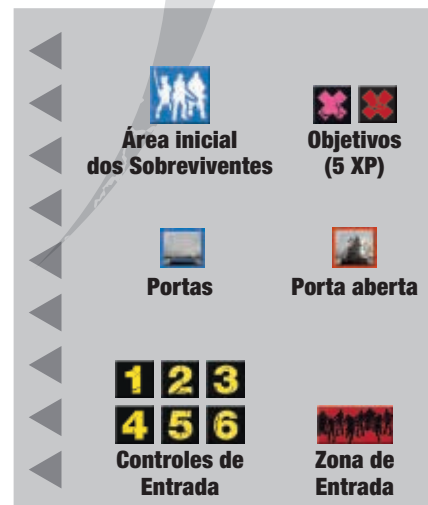 Área inicial
dos Sobreviventes
Objetivos
(5 XP)
Portas
Porta aberta
1 2 3
4 5 6
Controles de
Entrada
Zona de
Entrada